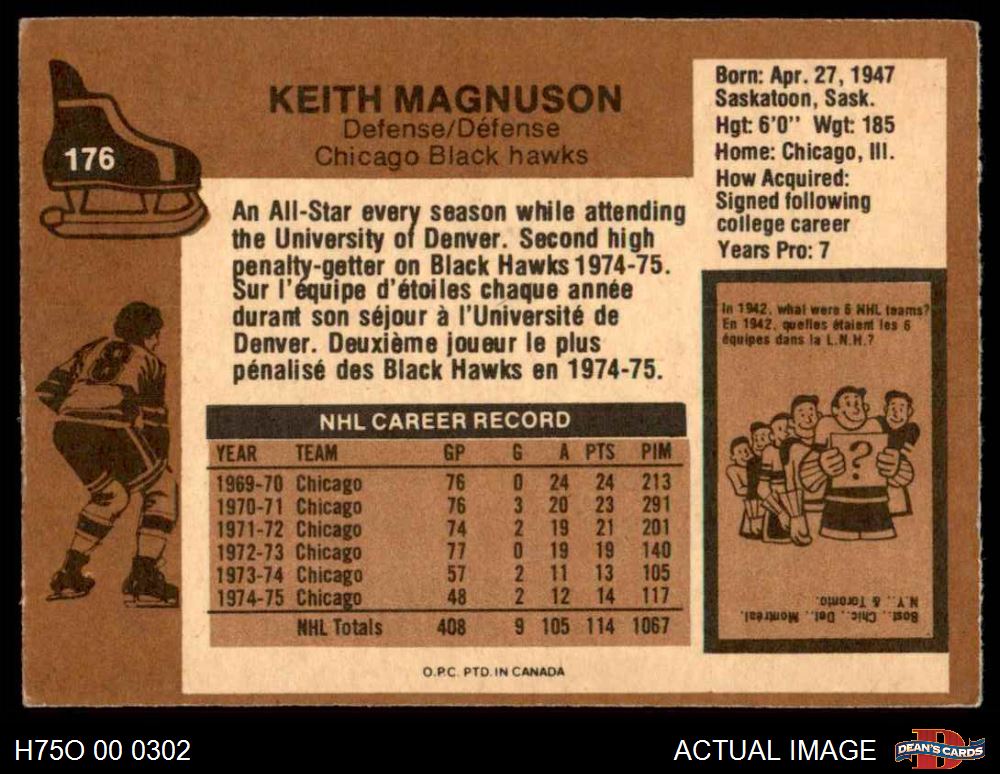 176
KEITH MAGNUSON
Defense/Défense
Chicago Black hawks
Born: Apr. 27, 1947
Saskatoon, Sask.
Hgt: 6'0" Wgt: 185
Home: Chicago, Ill.
How Acquired:
Signed following
college career
Years Pro: 7
An All-Star every season while attending
the University of Denver. Second high
penalty-getter on Black Hawks 1974-75.
Sur l'équipe d'étoiles chaque année
durant son séjour à l'Université de
Denver. Deuxième joueur le plus
pénalisé des Black Hawks en 1974-75.
In 1942, what were 6 NHL teams?
En 1942, quelles étaient les 6
équipes dans la L.N.H.?
?
Bost., Chic., Det., Montréal,
N.Y., & Toronto.
8
NHL CAREER RECORD
YEAR TEAM GP G A PTS PIM
1969-70 Chicago 76 0 24 24 213
1970-71 Chicago 76 3 20 23 291
1971-72 Chicago 74 2 19 21 201
1972-73 Chicago 77 0 19 19 140
1973-74 Chicago 57 2 11 13 105
1974-75 Chicago 48 2 12 14 117
NHL Totals 408 9 105 114 1067
O.P.C. PTD. IN CANADA
H75O 00 0302
ACTUAL IMAGE
D
DEAN'S CARDS